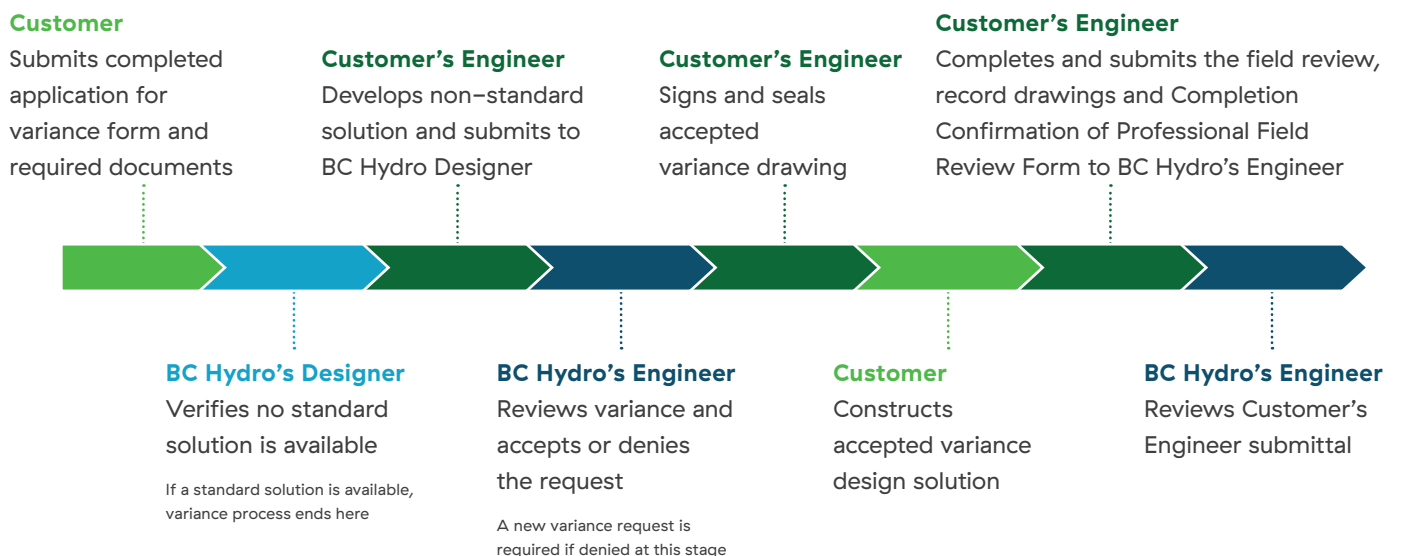 Customer
Submits completed
application for
variance form and
required documents
BC Hydro’s Designer
Verifies no standard
solution is available
If a standard solution is available,
variance process ends here
Customer’s Engineer
Develops non–standard
solution and submits to
BC Hydro Designer
BC Hydro’s Engineer
Reviews variance and
accepts or denies
the request
A new variance request is
required if denied at this stage
Customer’s Engineer
Signs and seals
accepted
variance drawing
Customer
Constructs
accepted variance
design solution
Customer’s Engineer
Completes and submits the field review,
record drawings and Completion
Confirmation of Professional Field
Review Form to BC Hydro’s Engineer
BC Hydro’s Engineer
Reviews Customer’s
Engineer submittal